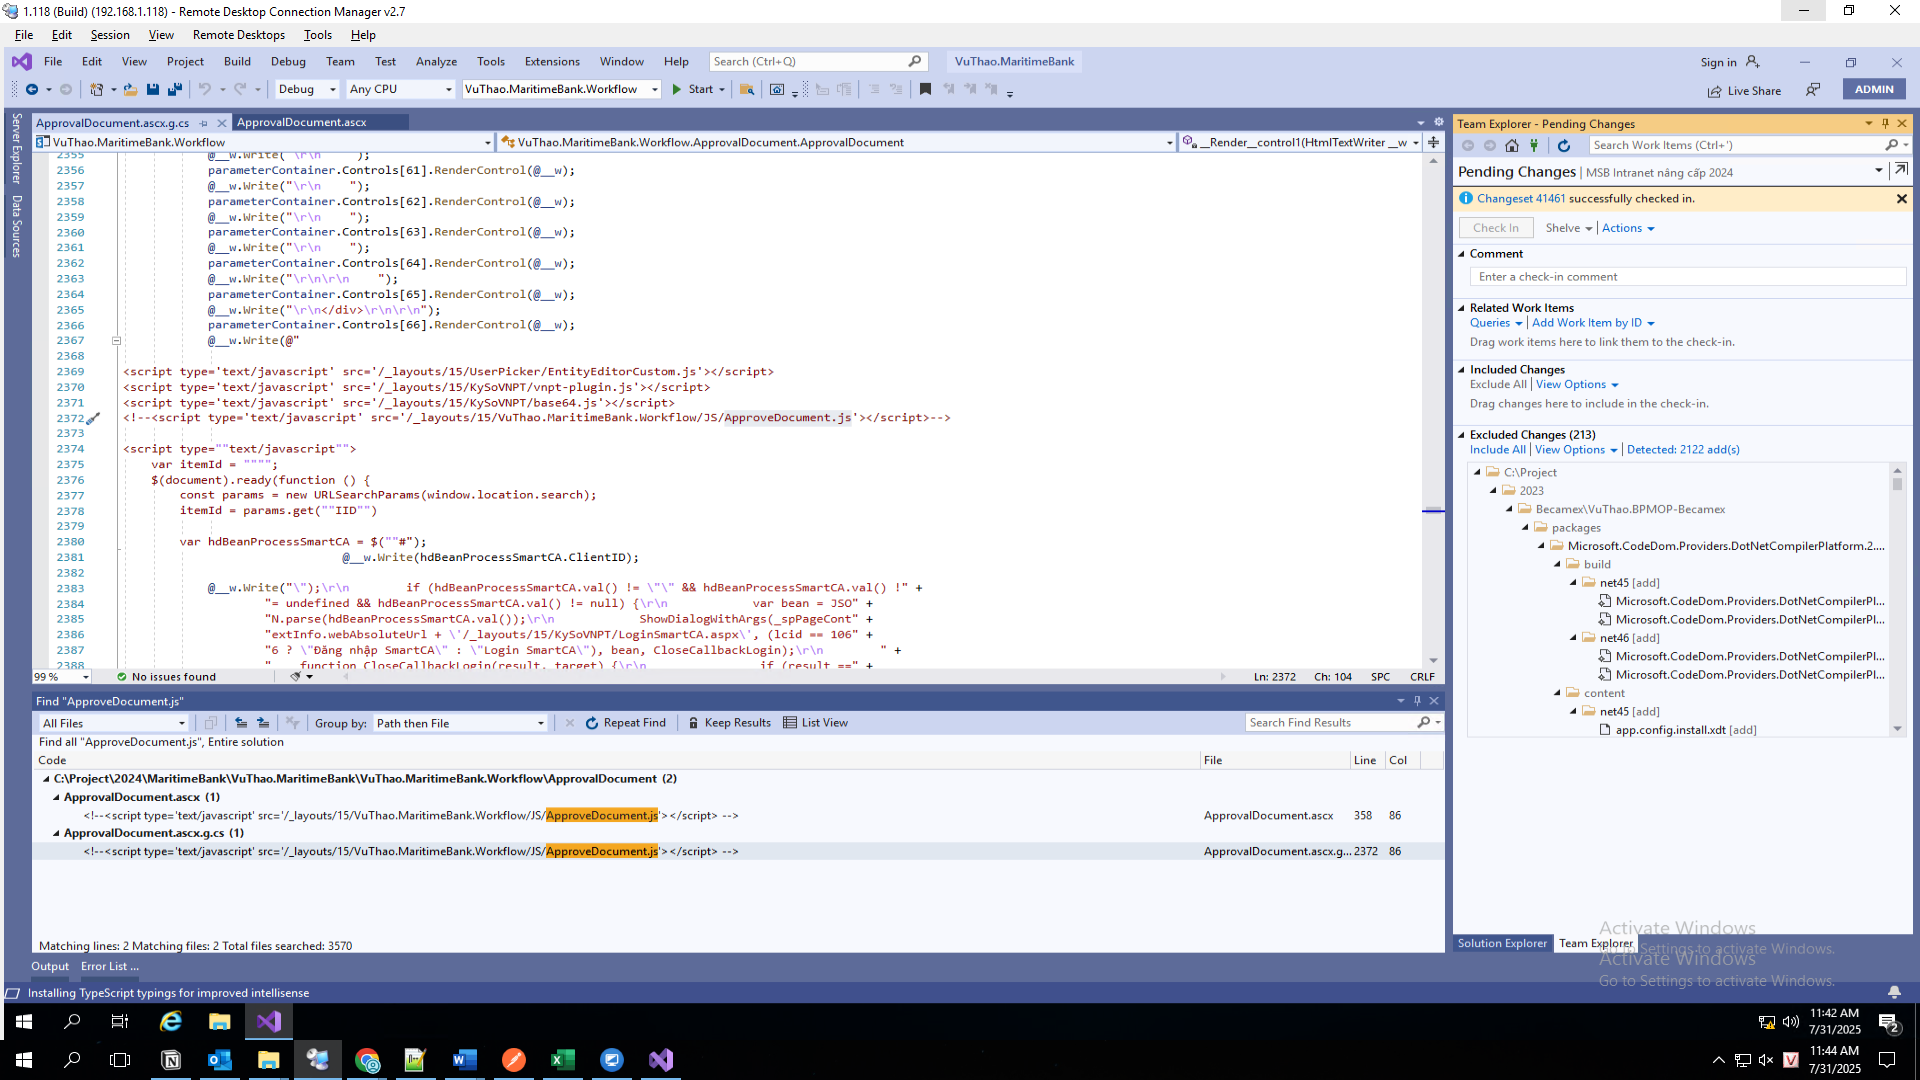 1.118 (Build) (192.168.1.118) - Remote Desktop Connection Manager v2.7
File Edit Session View Remote Desktops Tools Help
File Edit View Project Build Debug Team Test Analyze Tools Extensions Window Help Search (Ctrl+Q) VuThao.MaritimeBank Sign in
Debug Any CPU VuThao.MaritimeBank.Workflow Start Live Share ADMIN
Server Explorer
Data Sources
ApprovalDocument.ascx.g.cs ApprovalDocument.ascx
VuThao.MaritimeBank.Workflow VuThao.MaritimeBank.Workflow.ApprovalDocument.ApprovalDocument __Render__control1(HtmlTextWriter __w
2355 @__w.Write("\r\n    ");
2356 parameterContainer.Controls[61].RenderControl(@__w);
2357 @__w.Write("\r\n    ");
2358 parameterContainer.Controls[62].RenderControl(@__w);
2359 @__w.Write("\r\n    ");
2360 parameterContainer.Controls[63].RenderControl(@__w);
2361 @__w.Write("\r\n    ");
2362 parameterContainer.Controls[64].RenderControl(@__w);
2363 @__w.Write("\r\n\r\n    ");
2364 parameterContainer.Controls[65].RenderControl(@__w);
2365 @__w.Write("\r\n</div>\r\n\r\n");
2366 parameterContainer.Controls[66].RenderControl(@__w);
2367 @__w.Write(@"
2368
2369 <script type='text/javascript' src='/_layouts/15/UserPicker/EntityEditorCustom.js'></script>
2370 <script type='text/javascript' src='/_layouts/15/KySoVNPT/vnpt-plugin.js'></script>
2371 <script type='text/javascript' src='/_layouts/15/KySoVNPT/base64.js'></script>
2372 <!--<script type='text/javascript' src='/_layouts/15/VuThao.MaritimeBank.Workflow/JS/ApproveDocument.js'></script>-->
2373
2374 <script type=""text/javascript"">
2375 var itemId = """";
2376 $(document).ready(function () {
2377 const params = new URLSearchParams(window.location.search);
2378 itemId = params.get(""IID"")
2379
2380 var hdBeanProcessSmartCA = $(""#");
2381 @__w.Write(hdBeanProcessSmartCA.ClientID);
2382
2383 @__w.Write("\");\r\n        if (hdBeanProcessSmartCA.val() != \"\" && hdBeanProcessSmartCA.val() !" +
2384 "= undefined && hdBeanProcessSmartCA.val() != null) {\r\n            var bean = JSO" +
2385 "N.parse(hdBeanProcessSmartCA.val());\r\n            ShowDialogWithArgs(_spPageCont" +
2386 "extInfo.webAbsoluteUrl + \'/_layouts/15/KySoVNPT/LoginSmartCA.aspx\', (lcid == 106" +
2387 "6 ? \"Đăng nhập SmartCA\" : \"Login SmartCA\"), bean, CloseCallbackLogin);\r\n        " +
2388 "    function CloseCallbackLogin(result, target) {\r\n                if (result ==" +
99 % No issues found Ln: 2372 Ch: 104 SPC CRLF
Find "ApproveDocument.js"
All Files Group by: Path then File Repeat Find Keep Results List View Search Find Results
Find all "ApproveDocument.js", Entire solution
Code File Line Col
C:\Project\2024\MaritimeBank\VuThao.MaritimeBank\VuThao.MaritimeBank.Workflow\ApprovalDocument (2)
ApprovalDocument.ascx (1)
<!--<script type='text/javascript' src='/_layouts/15/VuThao.MaritimeBank.Workflow/JS/ApproveDocument.js'></script> --> ApprovalDocument.ascx 358 86
ApprovalDocument.ascx.g.cs (1)
<!--<script type='text/javascript' src='/_layouts/15/VuThao.MaritimeBank.Workflow/JS/ApproveDocument.js'></script> --> ApprovalDocument.ascx.g... 2372 86
Matching lines: 2 Matching files: 2 Total files searched: 3570
Output Error List ...
Installing TypeScript typings for improved intellisense
Team Explorer - Pending Changes
Search Work Items (Ctrl+')
Pending Changes | MSB Intranet nâng cấp 2024
Changeset 41461 successfully checked in.
Check In Shelve Actions
Comment
Enter a check-in comment
Related Work Items
Queries Add Work Item by ID
Drag work items here to link them to the check-in.
Included Changes
Exclude All View Options
Drag changes here to include in the check-in.
Excluded Changes (213)
Include All View Options Detected: 2122 add(s)
C:\Project
2023
Becamex\VuThao.BPMOP-Becamex
packages
Microsoft.CodeDom.Providers.DotNetCompilerPlatform.2....
build
net45 [add]
Microsoft.CodeDom.Providers.DotNetCompilerPl...
Microsoft.CodeDom.Providers.DotNetCompilerPl...
net46 [add]
Microsoft.CodeDom.Providers.DotNetCompilerPl...
Microsoft.CodeDom.Providers.DotNetCompilerPl...
content
net45 [add]
app.config.install.xdt [add]
Activate Windows
Solution Explorer Team Explorer
Go to Settings to activate Windows.
Activate Windows
Go to Settings to activate Windows.
11:42 AM
7/31/2025
2
11:44 AM
7/31/2025